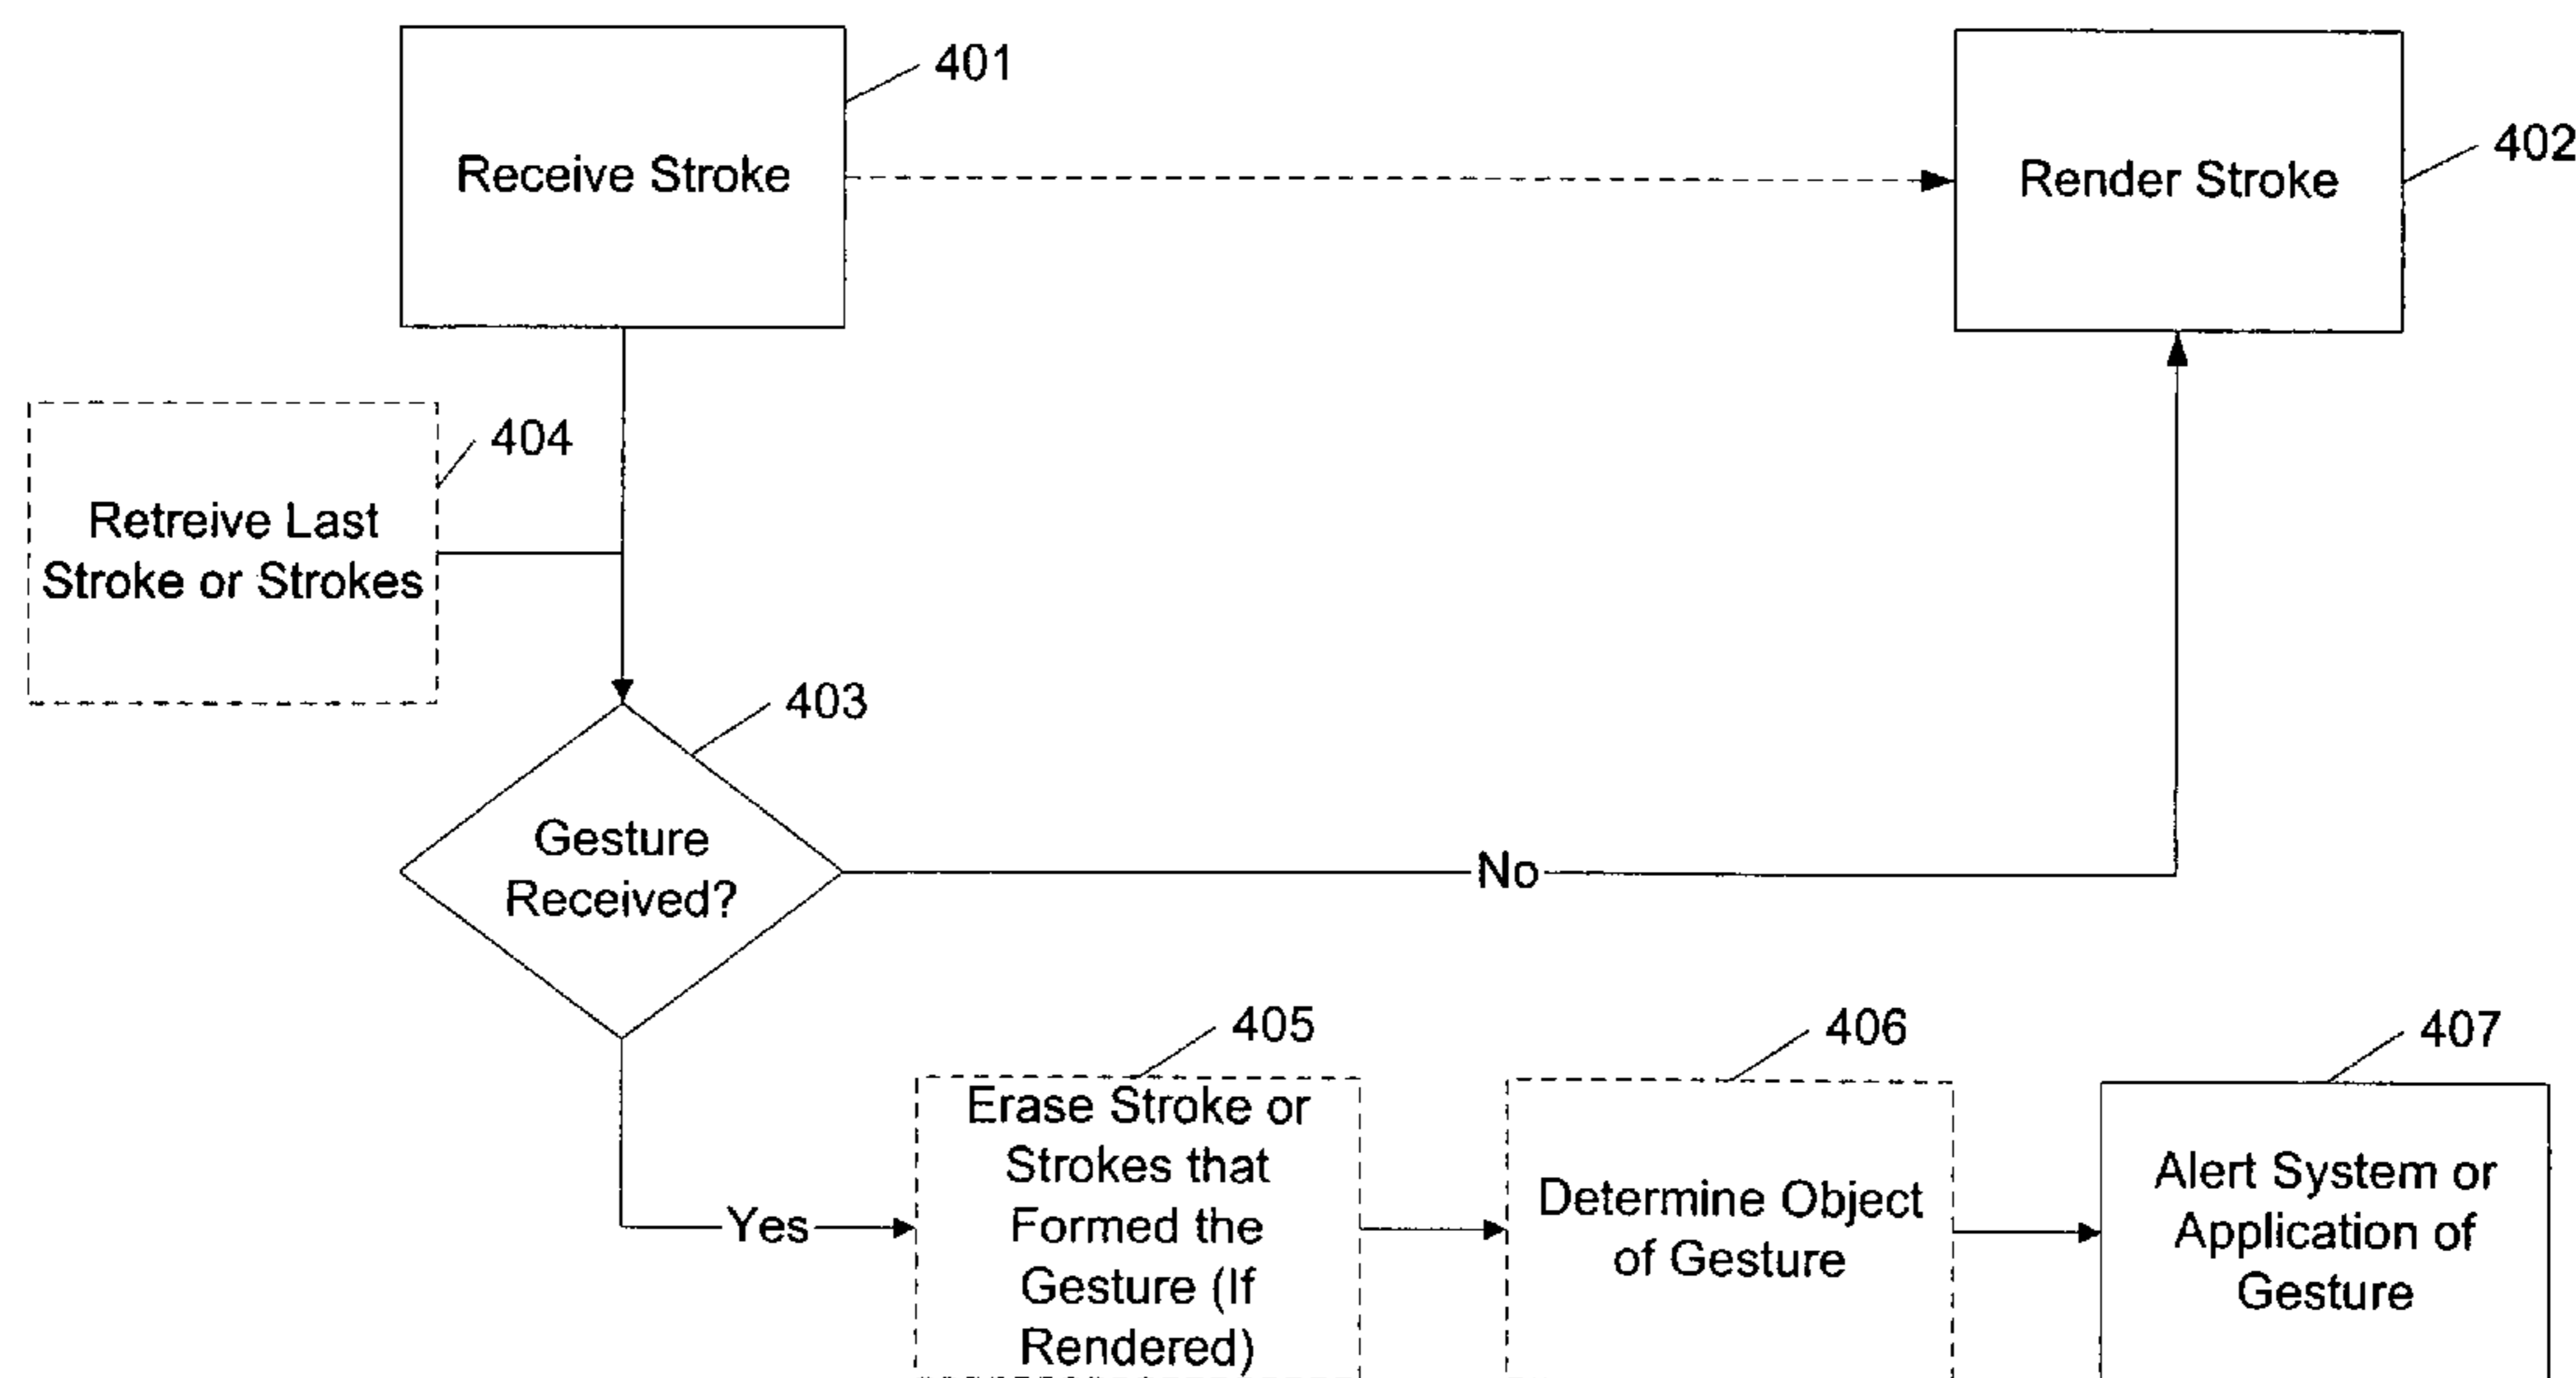 401
Receive Stroke
402
Render Stroke
404
Retreive Last
Stroke or Strokes
403
Gesture
Received?
No
Yes
405
Erase Stroke or
Strokes that
Formed the
Gesture (If
Rendered)
406
Determine Object
of Gesture
407
Alert System or
Application of
Gesture